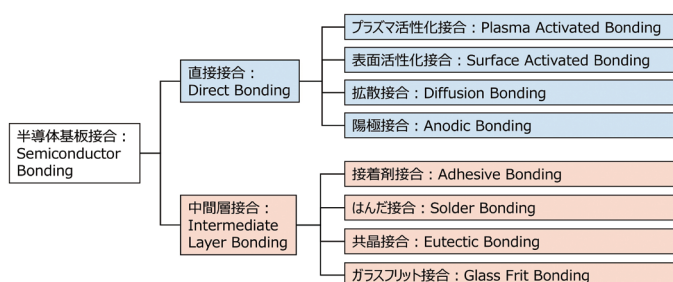 半導体基板接合：
Semiconductor
Bonding
直接接合：
Direct Bonding
プラズマ活性化接合：Plasma Activated Bonding
表面活性化接合：Surface Activated Bonding
拡散接合：Diffusion Bonding
陽極接合：Anodic Bonding
中間層接合：
Intermediate
Layer Bonding
接着剤接合：Adhesive Bonding
はんだ接合：Solder Bonding
共晶接合：Eutectic Bonding
ガラスフリット接合：Glass Frit Bonding